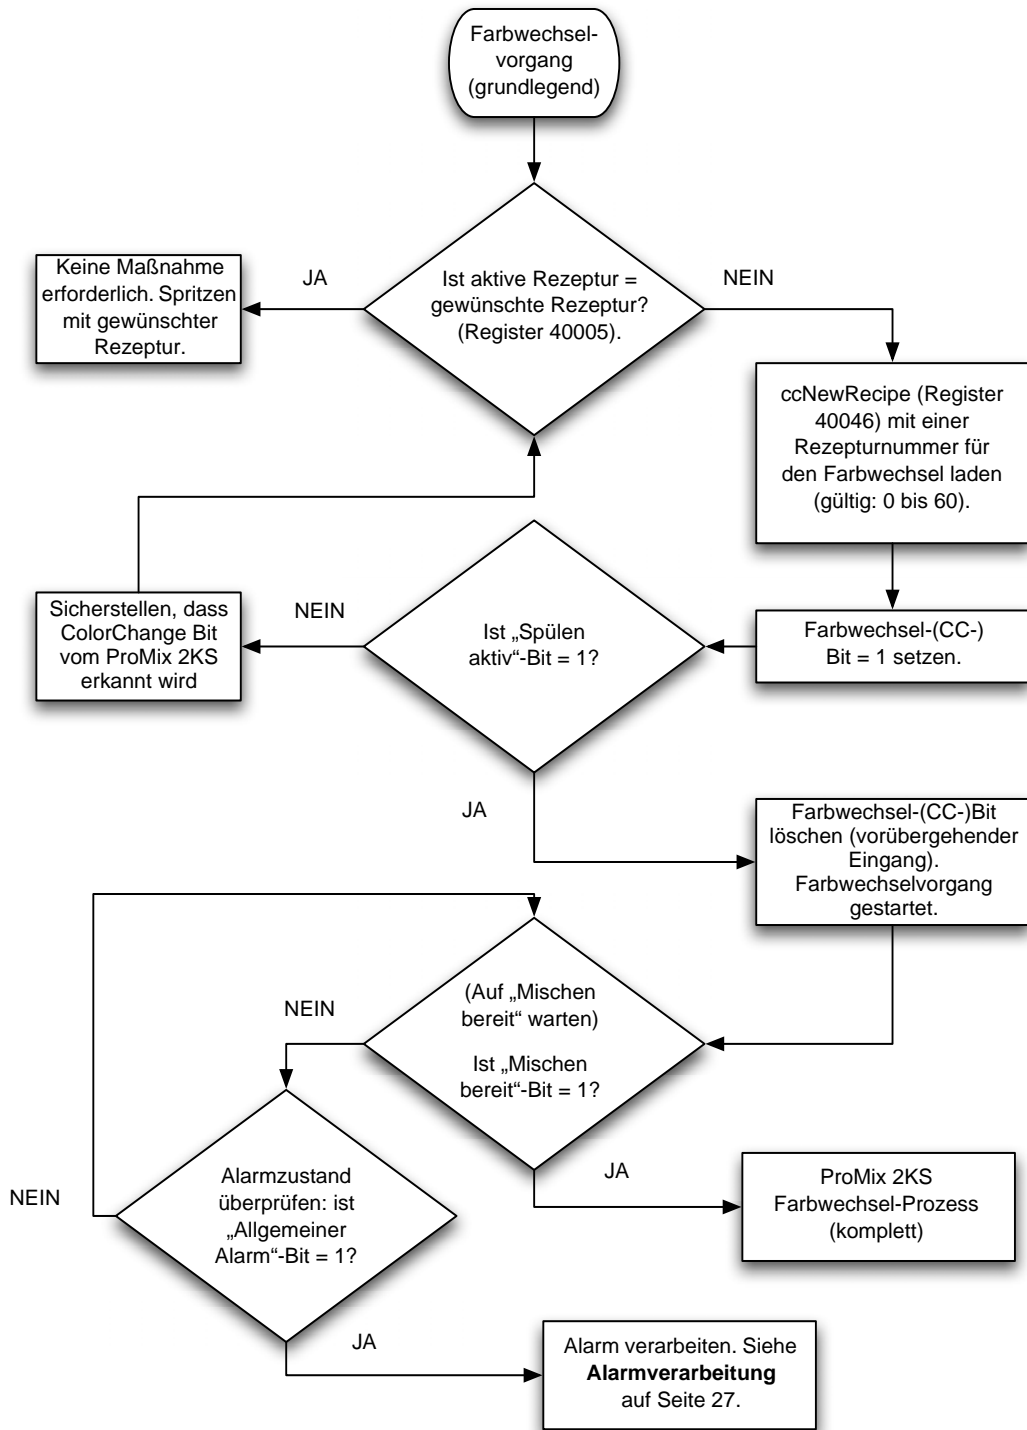 Farbwechsel-
vorgang
(grundlegend)
Ist aktive Rezeptur =
gewünschte Rezeptur?
(Register 40005).
JA
NEIN
Keine Maßnahme
erforderlich. Spritzen
mit gewünschter
Rezeptur.
ccNewRecipe (Register
40046) mit einer
Rezepturnummer für
den Farbwechsel laden
(gültig: 0 bis 60).
Farbwechsel-(CC-)
Bit = 1 setzen.
Ist „Spülen
aktiv“-Bit = 1?
NEIN
Sicherstellen, dass
ColorChange Bit
vom ProMix 2KS
erkannt wird
JA
Farbwechsel-(CC-)Bit
löschen (vorübergehender
Eingang).
Farbwechselvorgang
gestartet.
(Auf „Mischen
bereit“ warten)
Ist „Mischen
bereit“-Bit = 1?
NEIN
JA
ProMix 2KS
Farbwechsel-Prozess
(komplett)
Alarmzustand
überprüfen: ist
„Allgemeiner
Alarm“-Bit = 1?
NEIN
JA
Alarm verarbeiten. Siehe
Alarmverarbeitung
auf Seite 27.